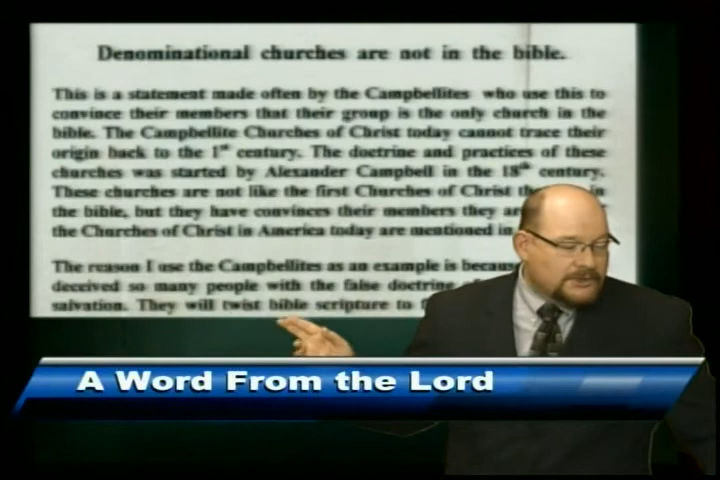 Denominational churches are not in the bible.
This is a statement made often by the Campbellites who use this to
convince their members that their group is the only church in the
bible. The Campbellite Churches of Christ today cannot trace their
origin back to the 1st century. The doctrine and practices of these
churches was started by Alexander Campbell in the 18th century.
These churches are not like the first Churches of Christ in
the bible, but they have convinces their members they
the Churches of Christ in America today are mentioned in
The reason I use the Campbellites as an example is
deceived so many people with the false doctrine
salvation. They will twist bible scripture to
A Word From the Lord